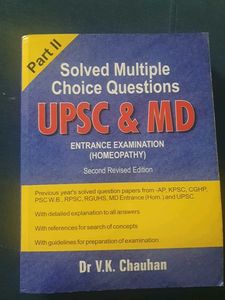 Part II
Solved Multiple
Choice Questions
UPSC & MD
ENTRANCE EXAMINATION
(HOMEOPATHY)
Second Revised Edition
Previous year's solved question papers from -AP, KPSC, CGHP,
PSC W.B., RPSC, RGUHS, MD Entrance (Hom.) and UPSC
With detailed explanation to all answers
With references for search of concepts
With guidelines for preparation of examination
Dr V.K. Chauhan